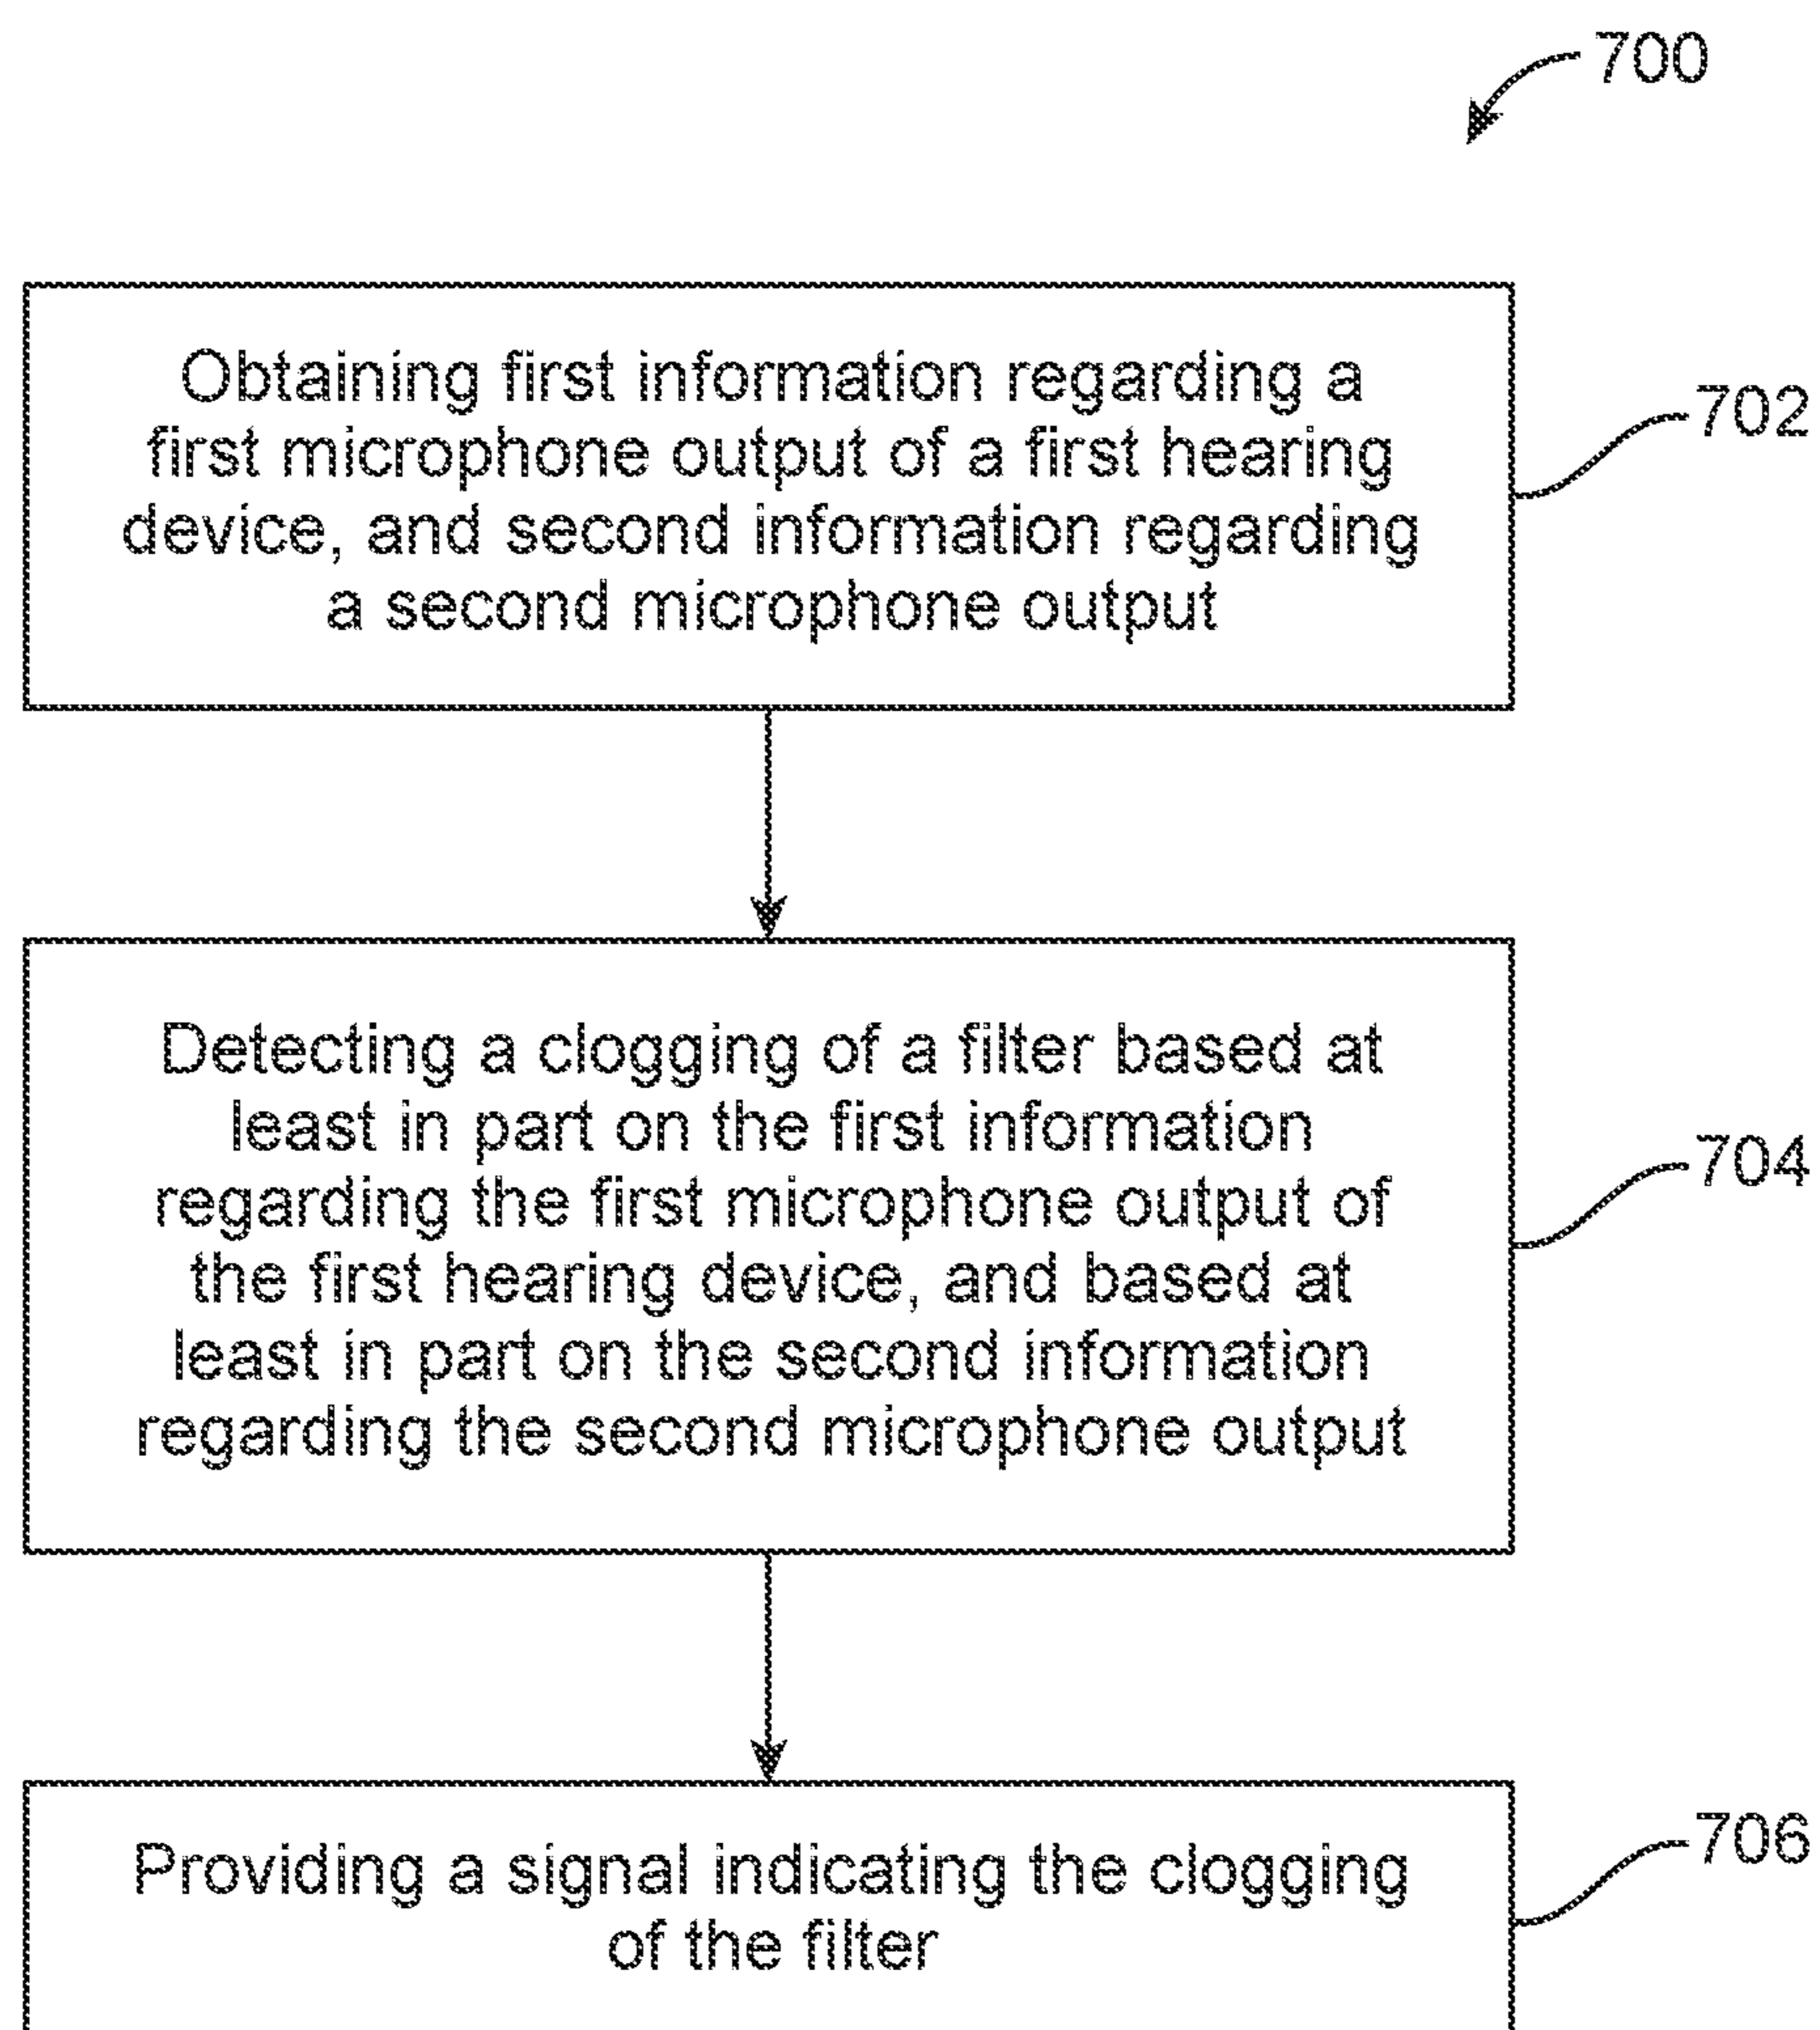 700
Obtaining first information regarding a
first microphone output of a first hearing
device, and second information regarding
a second microphone output
702
Detecting a clogging of a filter based at
least in part on the first information
regarding the first microphone output of
the first hearing device, and based at
least in part on the second information
regarding the second microphone output
704
Providing a signal indicating the clogging
of the filter
706